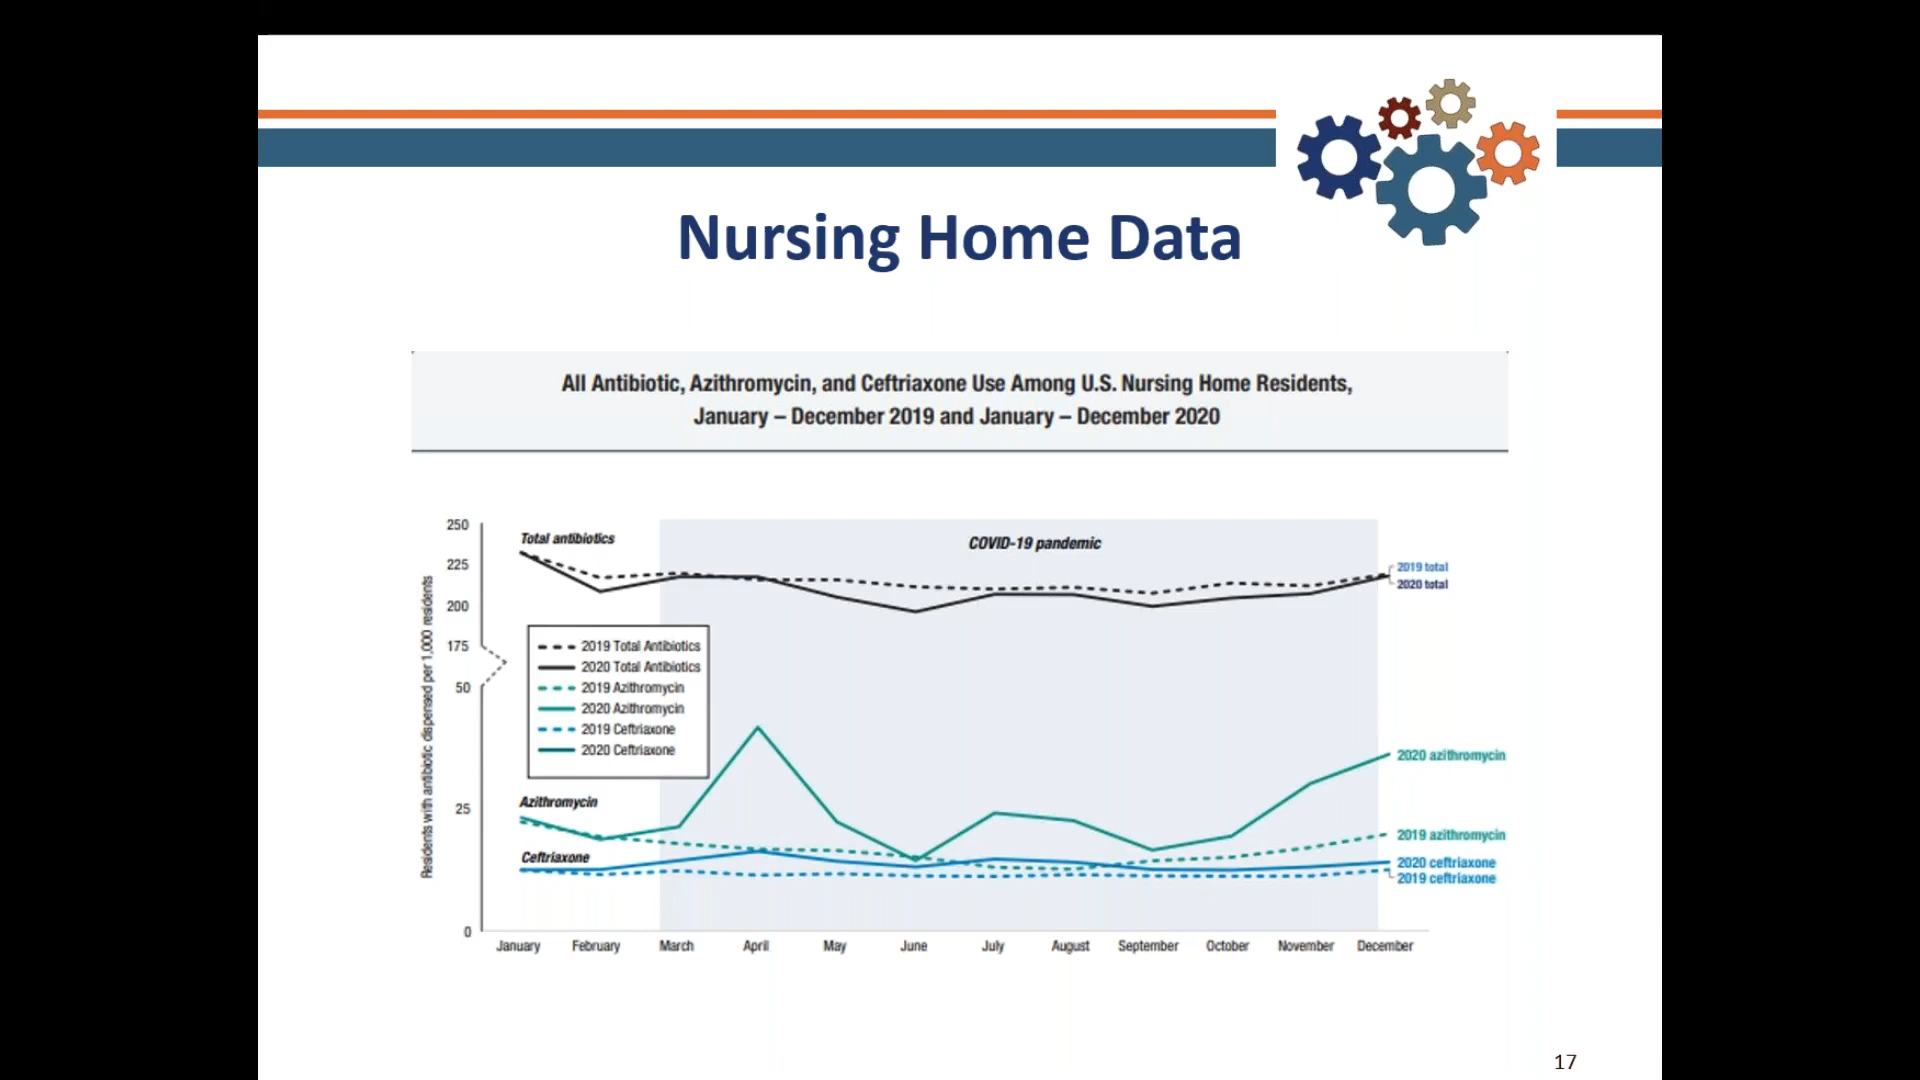 Nursing Home Data
All Antibiotic, Azithromycin, and Ceftriaxone Use Among U.S. Nursing Home Residents,
January – December 2019 and January – December 2020
Residents with antibiotic dispensed per 1,000 residents
250
225
200
175
50
25
0
Total antibiotics
COVID-19 pandemic
2019 total
2020 total
2019 Total Antibiotics
2020 Total Antibiotics
2019 Azithromycin
2020 Azithromycin
2019 Ceftriaxone
2020 Ceftriaxone
Azithromycin
Ceftriaxone
2020 azithromycin
2019 azithromycin
2020 ceftriaxone
2019 ceftriaxone
January February March April May June July August September October November December
17